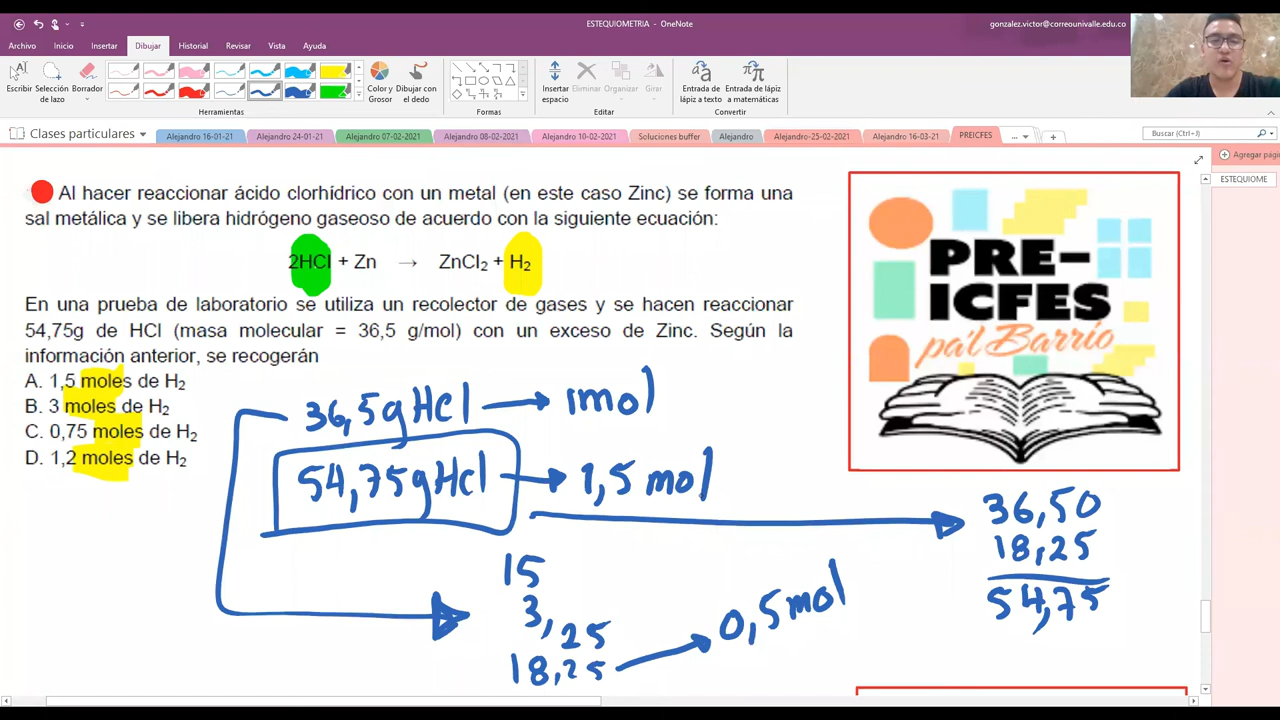 ESTEQUIOMETRIA - OneNote
gonzalez.victor@correounivalle.edu.co
Archivo Inicio Insertar Dibujar Historial Revisar Vista Ayuda
Escribir Selección de lazo Borrador Color y Grosor Dibujar con el dedo Insertar espacio Eliminar Organizar Girar Entrada de lápiz a texto Entrada de lápiz a matemáticas
Herramientas Formas Editar Convertir
Clases particulares Alejandro 16-01-21 Alejandro 24-01-21 Alejandro 07-02-2021 Alejandro 08-02-2021 Alejandro 10-02-2021 Soluciones buffer Alejandro Alejandro-25-02-2021 Alejandro 16-03-21 PREICFES ... Buscar (Ctrl+J)
Agregar pági
ESTEQUIOME
Al hacer reaccionar ácido clorhídrico con un metal (en este caso Zinc) se forma una
sal metálica y se libera hidrógeno gaseoso de acuerdo con la siguiente ecuación:
2HCl + Zn → ZnCl₂ + H₂
En una prueba de laboratorio se utiliza un recolector de gases y se hacen reaccionar
54,75g de HCl (masa molecular = 36,5 g/mol) con un exceso de Zinc. Según la
información anterior, se recogerán
A. 1,5 moles de H₂
B. 3 moles de H₂
C. 0,75 moles de H₂
D. 1,2 moles de H₂
PRE-
ICFES
pa'l Barrio
36,5gHcl → 1mol
54,75gHcl → 1,5 mol
15
3,25
18,25 → 0,5mol
36,50
18,25
54,75